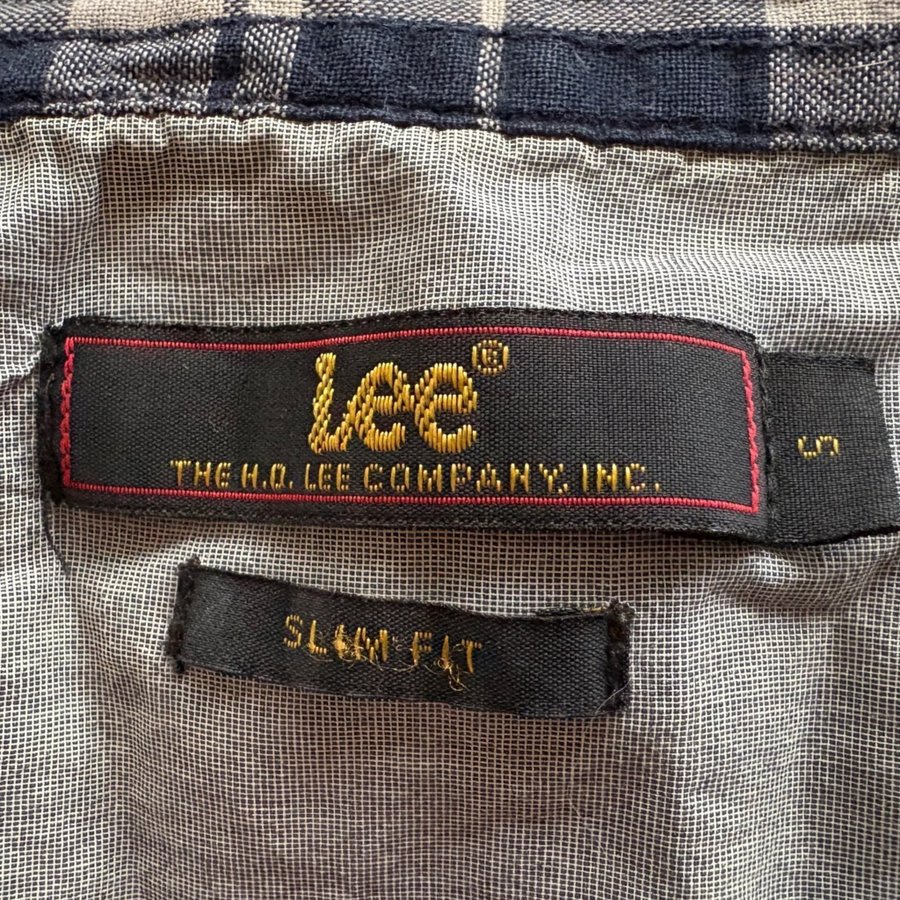 Lee®
THE H.D. LEE COMPANY, INC.
S
SLIM FIT